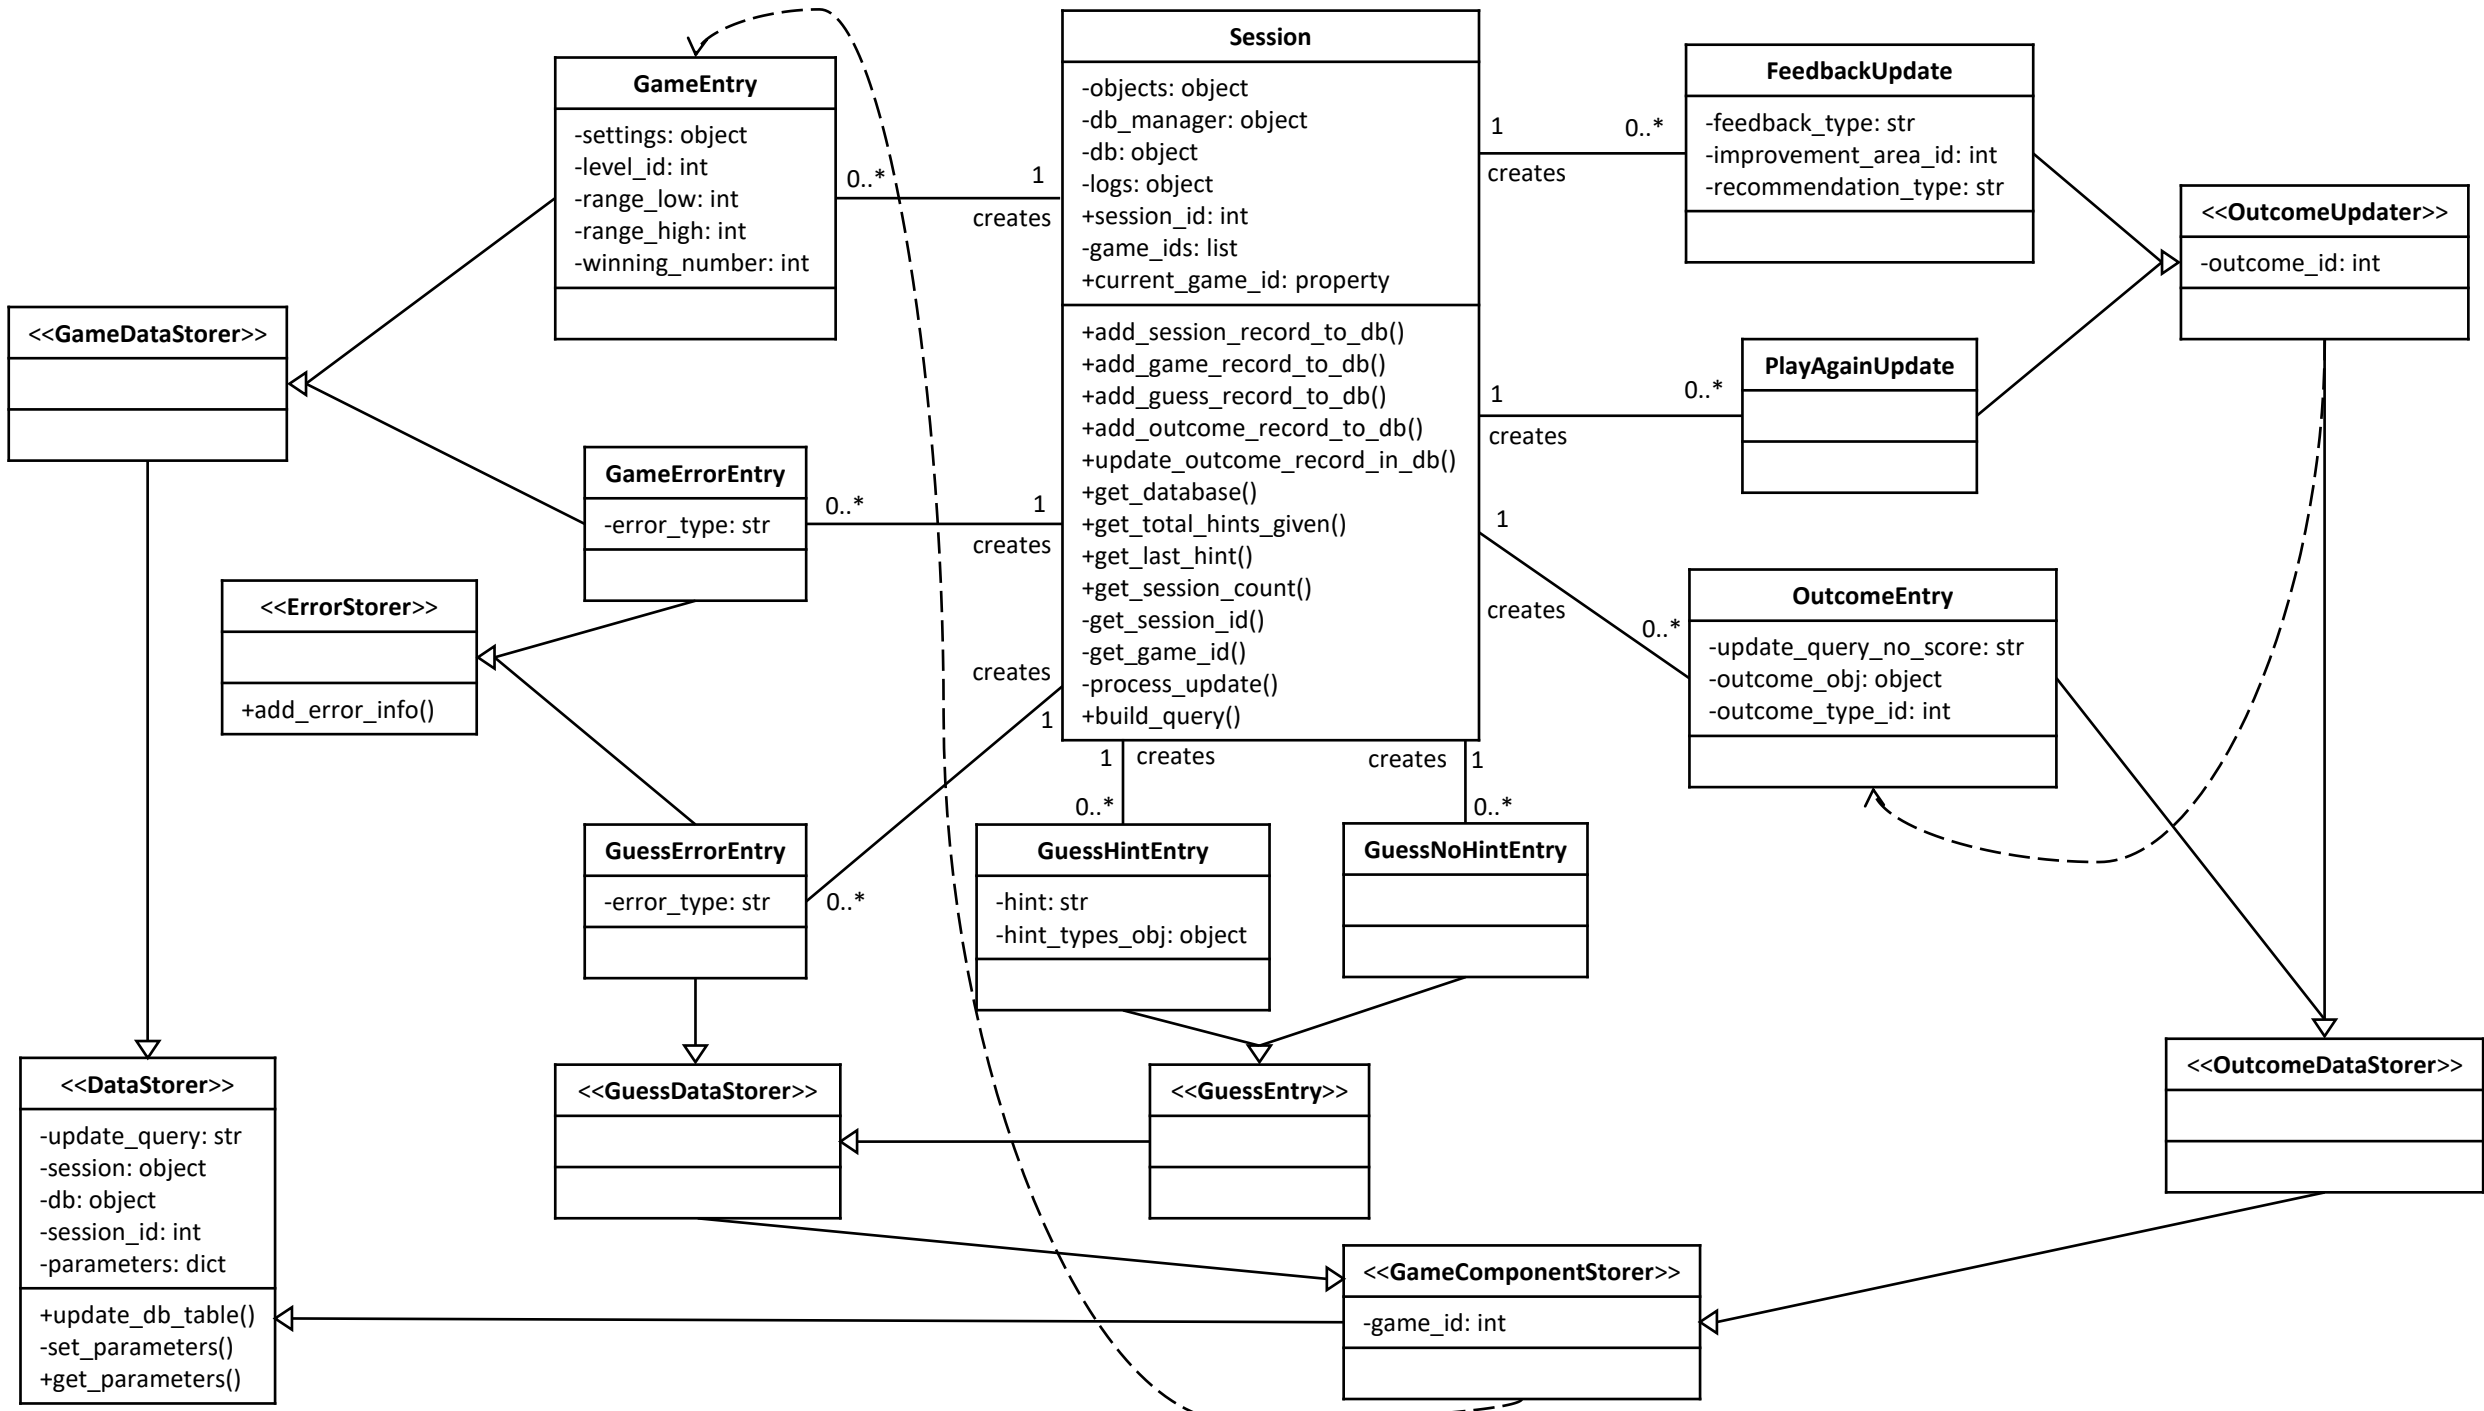 GameEntry
-settings: object
-level_id: int
-range_low: int
-range_high: int
-winning_number: int
0..*
1
creates
Session
-objects: object
-db_manager: object
-db: object
-logs: object
+session_id: int
-game_ids: list
+current_game_id: property
+add_session_record_to_db()
+add_game_record_to_db()
+add_guess_record_to_db()
+add_outcome_record_to_db()
+update_outcome_record_in_db()
+get_database()
+get_total_hints_given()
+get_last_hint()
+get_session_count()
-get_session_id()
-get_game_id()
-process_update()
+build_query()
1
0..*
creates
FeedbackUpdate
-feedback_type: str
-improvement_area_id: int
-recommendation_type: str
<<OutcomeUpdater>>
-outcome_id: int
<<GameDataStorer>>
1
0..*
creates
PlayAgainUpdate
GameErrorEntry
-error_type: str
0..*
1
creates
1
creates
0..*
OutcomeEntry
-update_query_no_score: str
-outcome_obj: object
-outcome_type_id: int
<<ErrorStorer>>
+add_error_info()
creates
1
0..*
GuessErrorEntry
-error_type: str
1
creates
0..*
GuessHintEntry
-hint: str
-hint_types_obj: object
creates
1
0..*
GuessNoHintEntry
<<DataStorer>>
-update_query: str
-session: object
-db: object
-session_id: int
-parameters: dict
+update_db_table()
-set_parameters()
+get_parameters()
<<GuessDataStorer>>
<<GuessEntry>>
<<OutcomeDataStorer>>
<<GameComponentStorer>>
-game_id: int